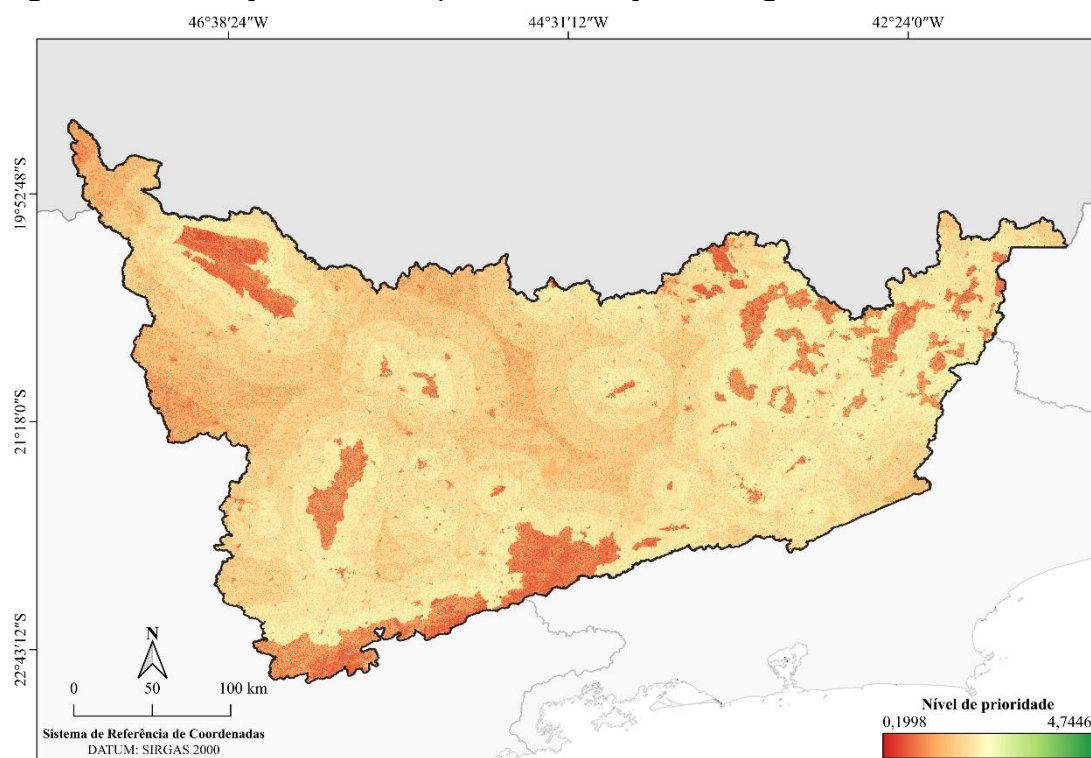 46°38'24"W
44°31'12"W
42°24'0"W
19°52'48"S
21°18'0"S
22°43'12"S
N
0 50 100 km
Sistema de Referência de Coordenadas
DATUM: SIRGAS 2000
Nível de prioridade
0,1998 4,7446